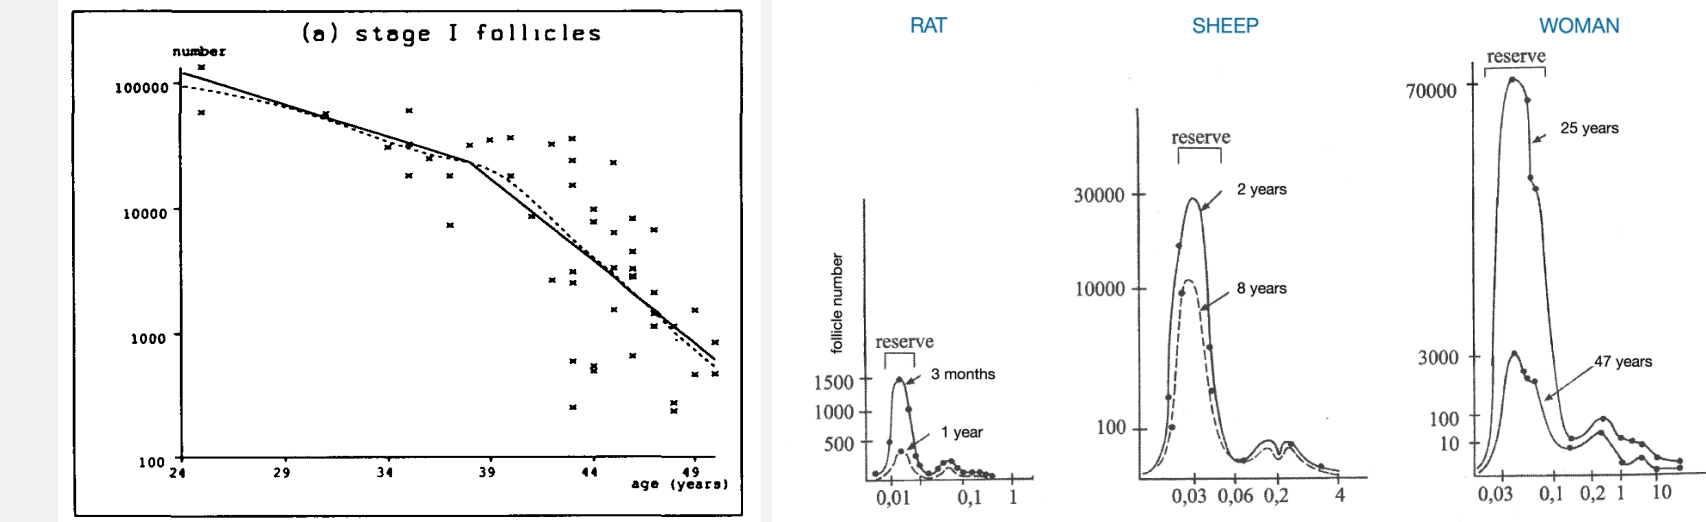 (a) stage I follicles
number
100000
10000
1000
100
24 29 34 39 44 49
age (years)
RAT
follicle number
reserve
1500
1000
500
3 months
1 year
0,01 0,1 1
SHEEP
reserve
30000
10000
100
2 years
8 years
0,03 0,06 0,2 4
WOMAN
reserve
70000
3000
100
10
25 years
47 years
0,03 0,1 0,2 1 10